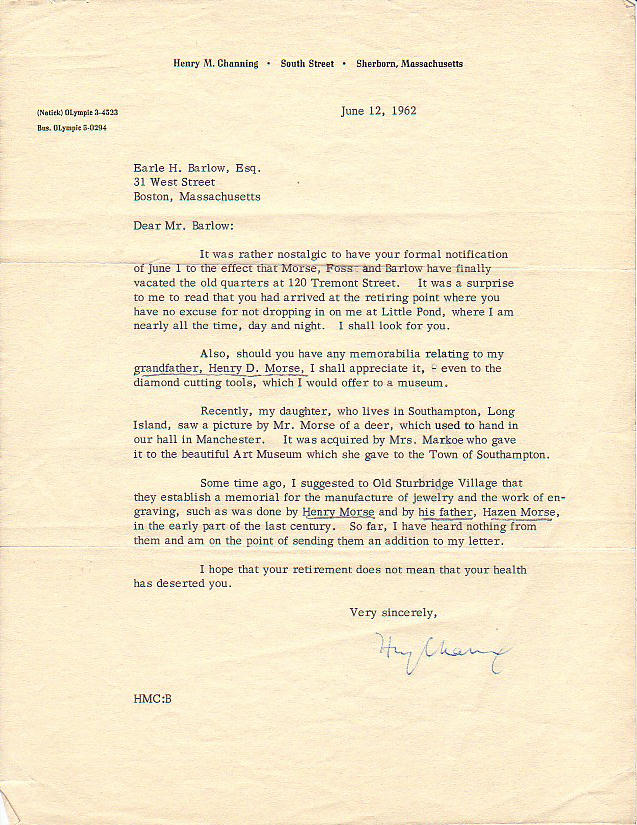 Henry M. Channing • South Street • Sherborn, Massachusetts
(Natick) OLympic 3-4523
Bus. OLympic 3-0294
June 12, 1962
Earle H. Barlow, Esq.
31 West Street
Boston, Massachusetts
Dear Mr. Barlow:
It was rather nostalgic to have your formal notification
of June 1 to the effect that Morse, Foss and Barlow have finally
vacated the old quarters at 120 Tremont Street. It was a surprise
to me to read that you had arrived at the retiring point where you
have no excuse for not dropping in on me at Little Pond, where I am
nearly all the time, day and night. I shall look for you.
Also, should you have any memorabilia relating to my
grandfather, Henry D. Morse, I shall appreciate it, - even to the
diamond cutting tools, which I would offer to a museum.
Recently, my daughter, who lives in Southampton, Long
Island, saw a picture by Mr. Morse of a deer, which used to hand in
our hall in Manchester. It was acquired by Mrs. Markoe who gave
it to the beautiful Art Museum which she gave to the Town of Southampton.
Some time ago, I suggested to Old Sturbridge Village that
they establish a memorial for the manufacture of jewelry and the work of en-
graving, such as was done by Henry Morse and by his father, Hazen Morse,
in the early part of the last century. So far, I have heard nothing from
them and am on the point of sending them an addition to my letter.
I hope that your retirement does not mean that your health
has deserted you.
Very sincerely,
Hry Channing
HMC:B